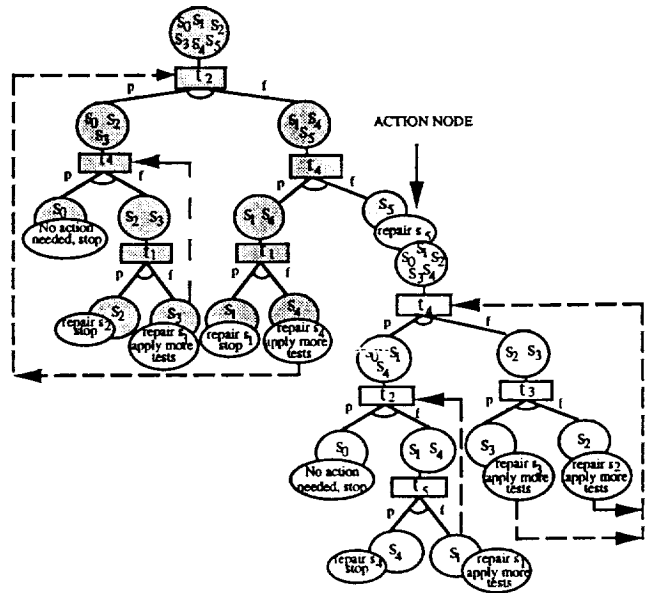 S0 S1 S2
S3 S4 S5
t2
p f
S0 S2
S3
S1 S4
S5
ACTION NODE
t4
p f
t4
p f
S0
No action
needed, stop
S2 S3
S1 S4
S5
repair s5
t1
p f
t1
p f
S0 S1 S2
S3 S4
t4
p f
S2
repair s2
stop
S3
repair s3
apply more
tests
S1
repair s1
stop
S4
repair s4
apply more
tests
S0 S1
S4
S2 S3
t2
p f
t3
p f
S0
No action
needed, stop
S1 S4
S3
repair s3
apply more
tests
S2
repair s2
apply more
tests
t5
p f
S4
repair s4
stop
S1
repair s1
apply more
tests